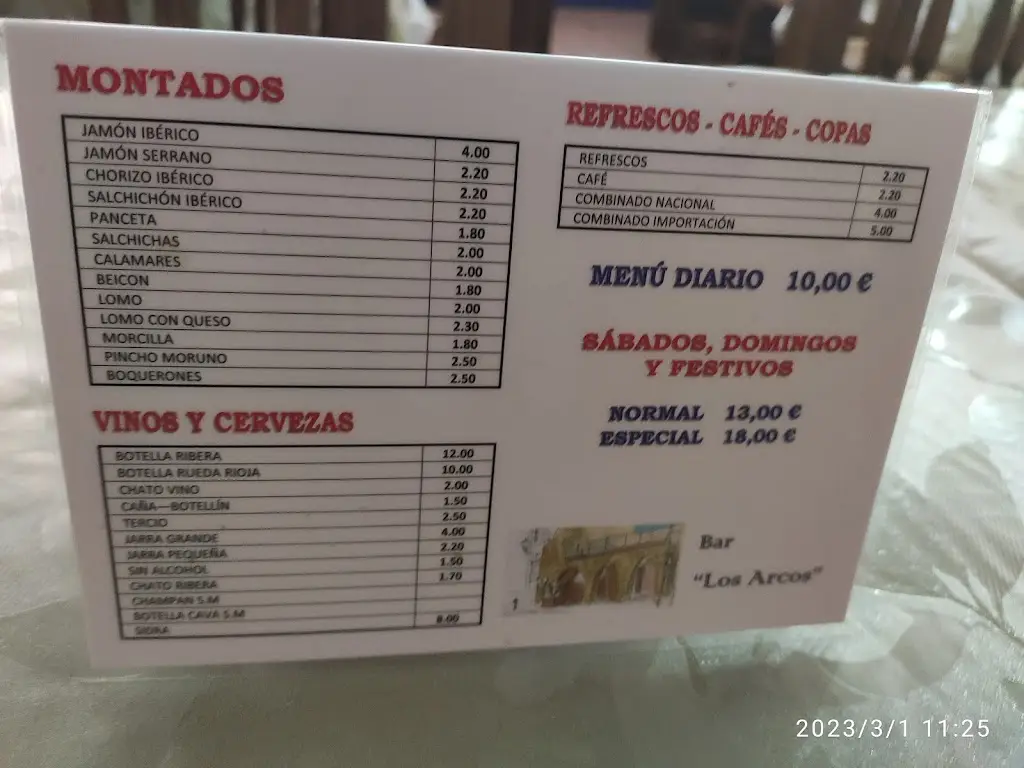 MONTADOS
JAMÓN IBÉRICO 4.00
JAMÓN SERRANO 2.20
CHORIZO IBÉRICO 2.20
SALCHICHÓN IBÉRICO 2.20
PANCETA 1.80
SALCHICHAS 2.00
CALAMARES 2.00
BEICON 1.80
LOMO 2.00
LOMO CON QUESO 2.30
MORCILLA 1.80
PINCHO MORUNO 2.50
BOQUERONES 2.50
VINOS Y CERVEZAS
BOTELLA RIBERA 12.00
BOTELLA RUEDA RIOJA 10.00
CHATO VINO 2.00
CAÑA—BOTELLÍN 1.50
TERCIO 2.50
JARRA GRANDE 4.00
JARRA PEQUEÑA 2.20
SIN ALCOHOL 1.50
CHATO RIBERA 1.70
CHAMPAN S.M
BOTELLA CAVA S.M
SIDRA 8.00
REFRESCOS - CAFÉS - COPAS
REFRESCOS 2.20
CAFÉ 2.20
COMBINADO NACIONAL 4.00
COMBINADO IMPORTACIÓN 5.00
MENÚ DIARIO 10,00 €
SÁBADOS, DOMINGOS
Y FESTIVOS
NORMAL 13,00 €
ESPECIAL 18,00 €
Bar
"Los Arcos"
1
2023/3/1 11:25